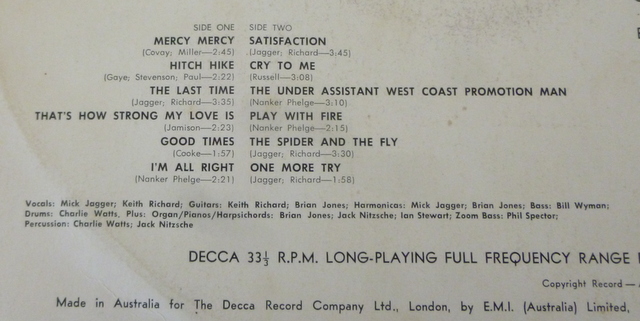 SIDE ONE SIDE TWO
MERCY MERCY SATISFACTION
(Covay; Miller—2:45) (Jagger; Richard—3:45)
HITCH HIKE CRY TO ME
(Gaye; Stevenson; Paul—2:22) (Russell—3:08)
THE LAST TIME THE UNDER ASSISTANT WEST COAST PROMOTION MAN
(Jagger; Richard—3:35) (Nanker Phelge—3:10)
THAT'S HOW STRONG MY LOVE IS PLAY WITH FIRE
(Jamison—2:23) (Nanker Phelge—2:15)
GOOD TIMES THE SPIDER AND THE FLY
(Cooke—1:57) (Jagger; Richard—3:30)
I'M ALL RIGHT ONE MORE TRY
(Nanker Phelge—2:21) (Jagger; Richard—1:58)
Vocals: Mick Jagger; Keith Richard; Guitars: Keith Richard; Brian Jones; Harmonicas: Mick Jagger; Brian Jones; Bass: Bill Wyman;
Drums: Charlie Watts, Plus: Organ/Pianos/Harpsichords: Brian Jones; Jack Nitzsche; Ian Stewart; Zoom Bass: Phil Spector;
Percussion: Charlie Watts; Jack Nitzsche
DECCA 33⅓ R.P.M. LONG-PLAYING FULL FREQUENCY RANGE
Copyright Record —
Made in Australia for The Decca Record Company Ltd., London, by E.M.I. (Australia) Limited,